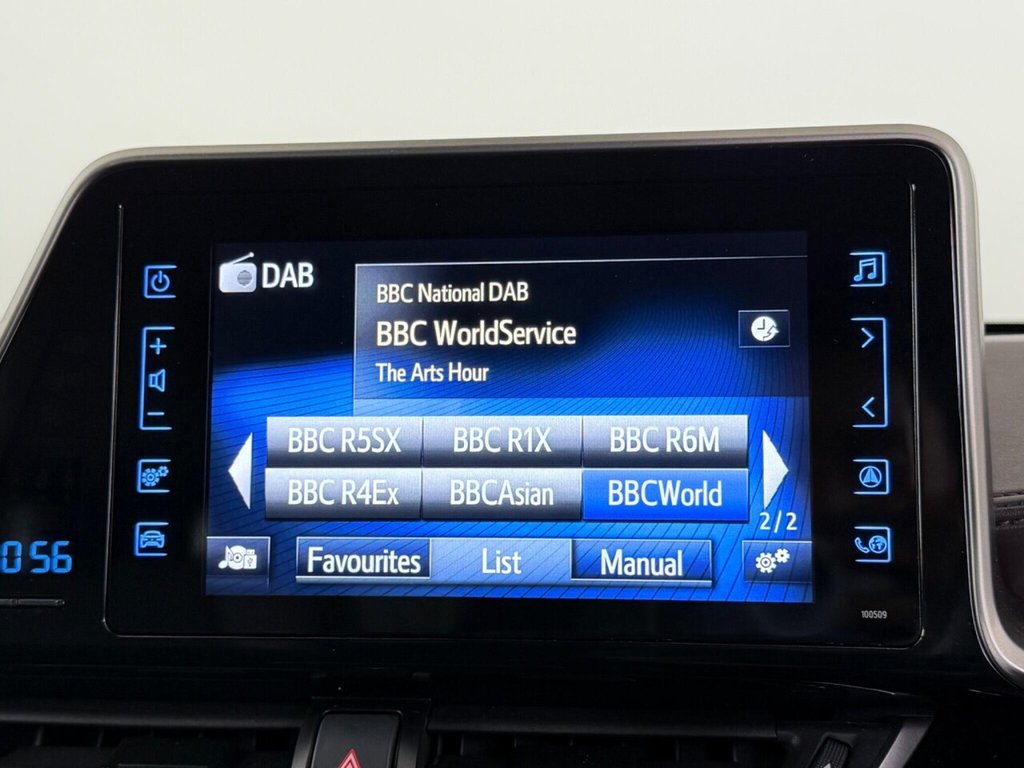 DAB
BBC National DAB
BBC WorldService
The Arts Hour
BBC R5SX BBC R1X BBC R6M
BBC R4Ex BBCAsian BBCWorld
2/2
Favourites List Manual
0 56
100509